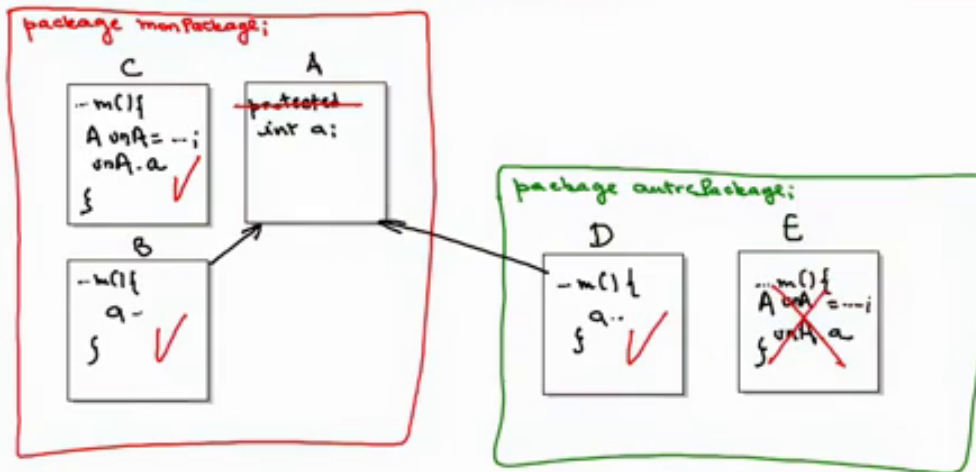 package monPackage;
C
A
...m(){
A unA = ...;
unA.a
}
protected
int a;
B
...m(){
a...
}
package autrePackage;
D
E
...m(){
a...
}
...m(){
A unA = ....;
unA.a
}